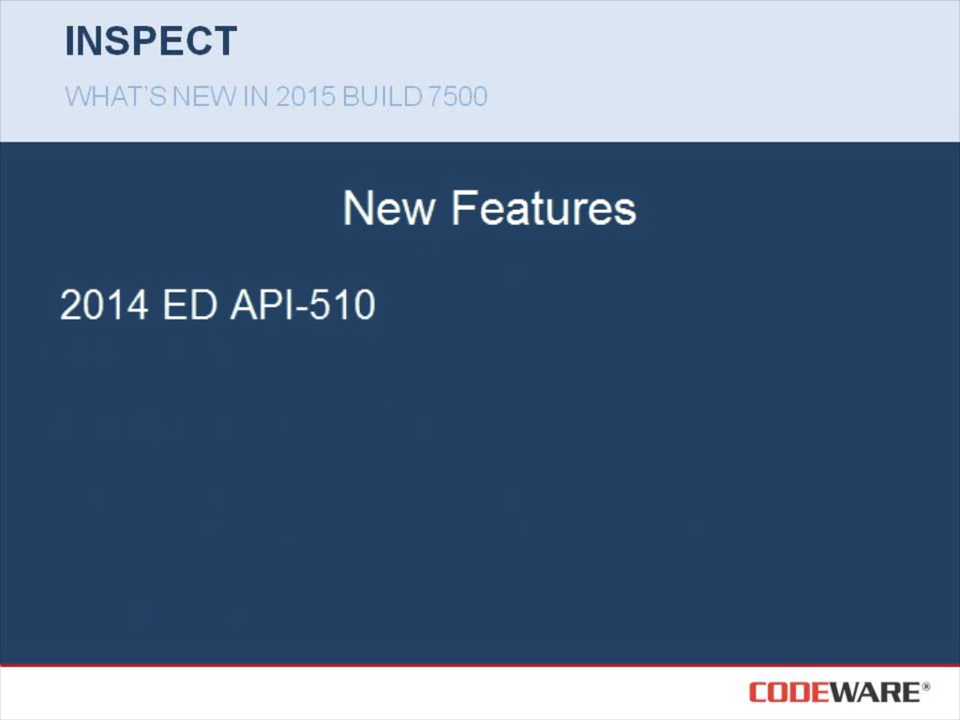 INSPECT
WHAT'S NEW IN 2015 BUILD 7500
New Features
2014 ED API-510
CODEWARE®